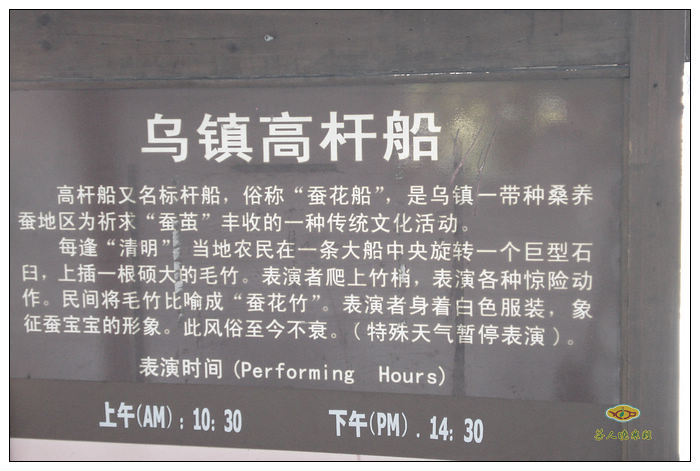 乌镇高杆船
高杆船又名标杆船，俗称“蚕花船”，是乌镇一带种桑养
蚕地区为祈求“蚕茧”丰收的一种传统文化活动。
每逢“清明”当地农民在一条大船中央旋转一个巨型石
臼，上插一根硕大的毛竹。表演者爬上竹梢，表演各种惊险动
作。民间将毛竹比喻成“蚕花竹”。表演者身着白色服装，象
征蚕宝宝的形象。此风俗至今不衰。（特殊天气暂停表演）。
表演时间(Performing Hours)
上午(AM)：10：30 下午(PM)．14：30